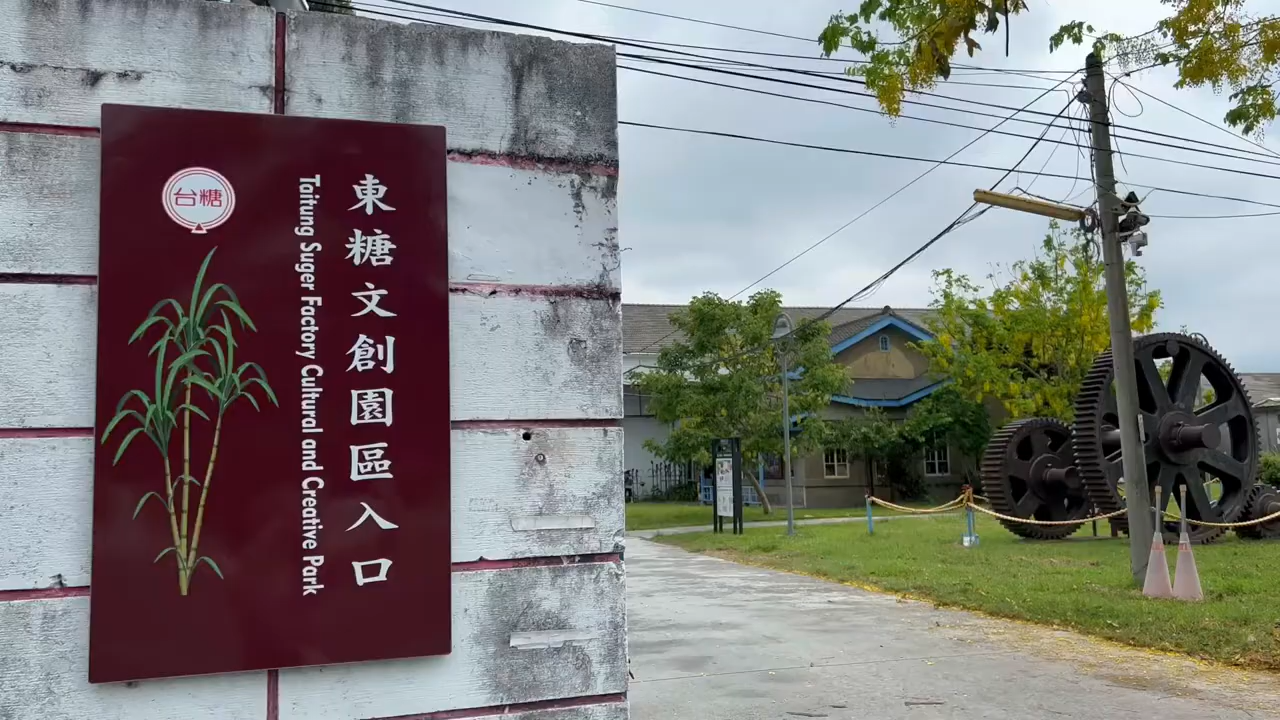 台糖
東糖文創園區入口
Taitung Suger Factory Cultural and Creative Park